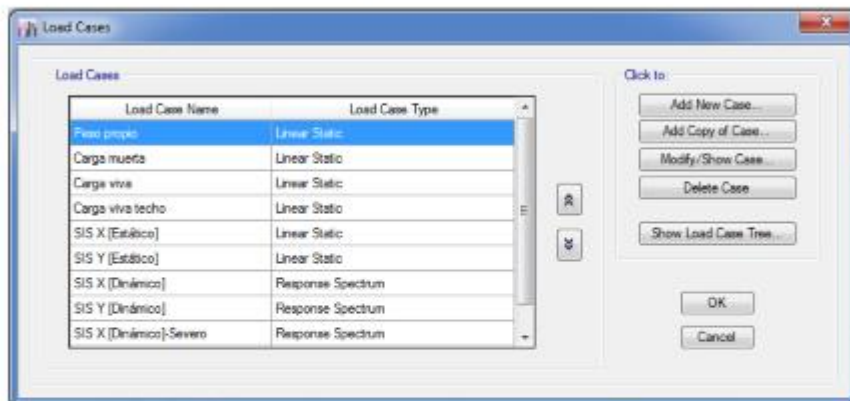 Load Cases
Load Cases
Click to:
Load Case Name Load Case Type
Peso propio Linear Static
Carga muerta Linear Static
Carga viva Linear Static
Carga viva techo Linear Static
SIS X [Estático] Linear Static
SIS Y [Estático] Linear Static
SIS X [Dinámico] Response Spectrum
SIS Y [Dinámico] Response Spectrum
SIS X [Dinámico]-Severo Response Spectrum
Add New Case...
Add Copy of Case...
Modify/Show Case...
Delete Case
Show Load Case Tree...
OK
Cancel